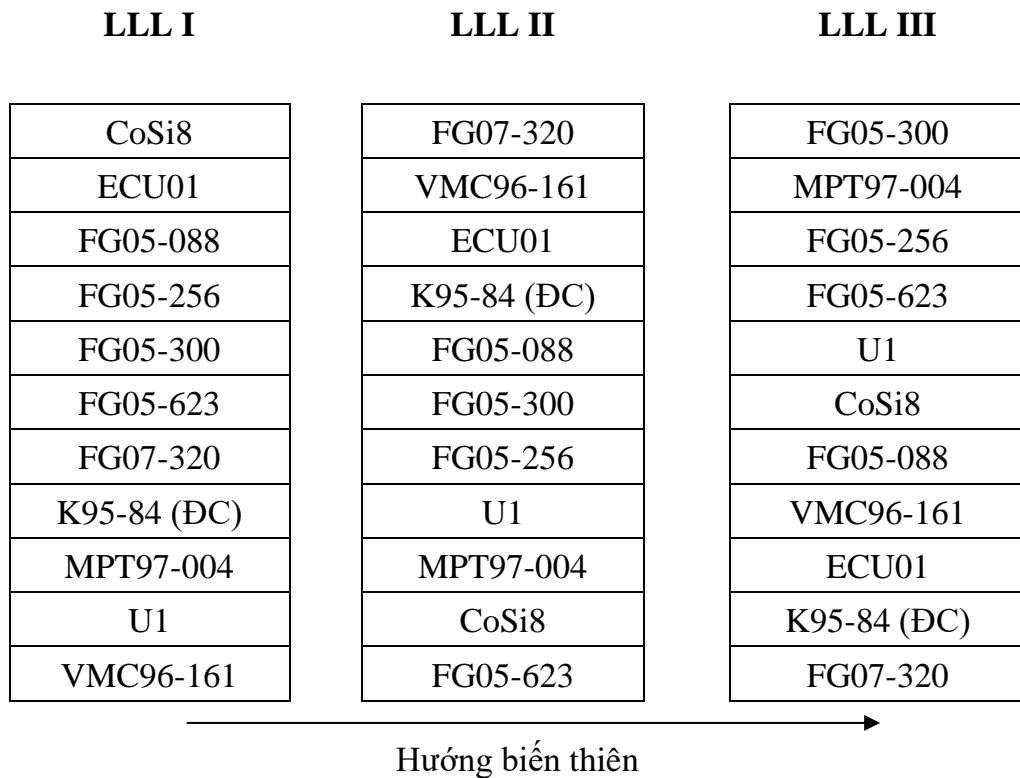 LLL I LLL II LLL III
CoSi8 FG07-320 FG05-300
ECU01 VMC96-161 MPT97-004
FG05-088 ECU01 FG05-256
FG05-256 K95-84 (ĐC) FG05-623
FG05-300 FG05-088 U1
FG05-623 FG05-300 CoSi8
FG07-320 FG05-256 FG05-088
K95-84 (ĐC) U1 VMC96-161
MPT97-004 MPT97-004 ECU01
U1 CoSi8 K95-84 (ĐC)
VMC96-161 FG05-623 FG07-320
Hướng biến thiên